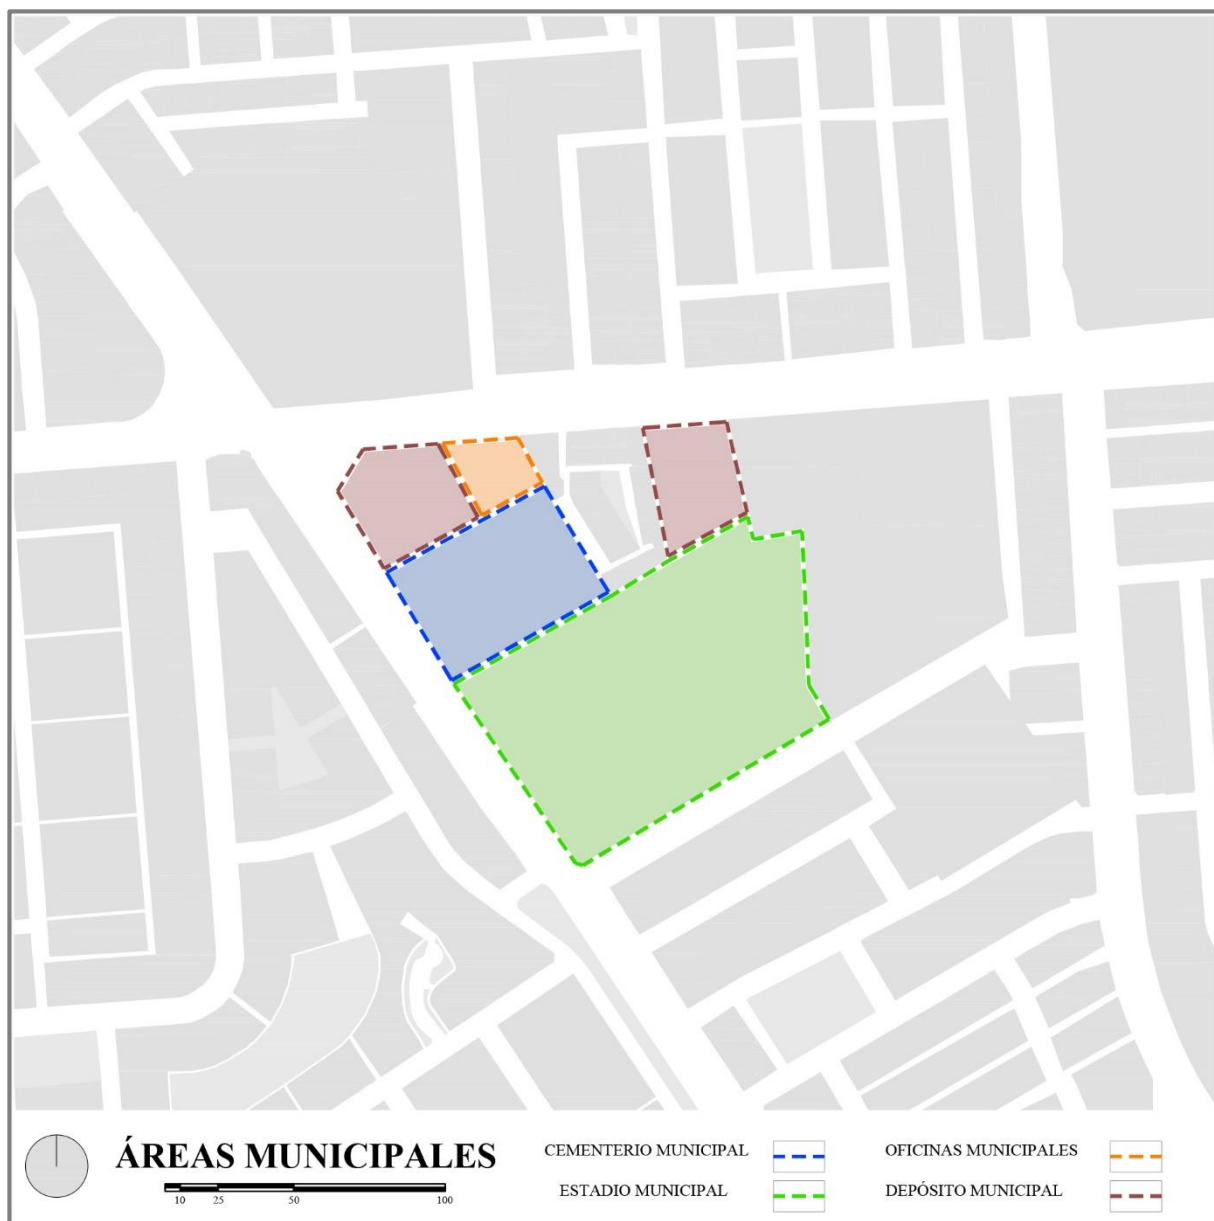 ÁREAS MUNICIPALES
10 25 50 100
CEMENTERIO MUNICIPAL
ESTADIO MUNICIPAL
OFICINAS MUNICIPALES
DEPÓSITO MUNICIPAL